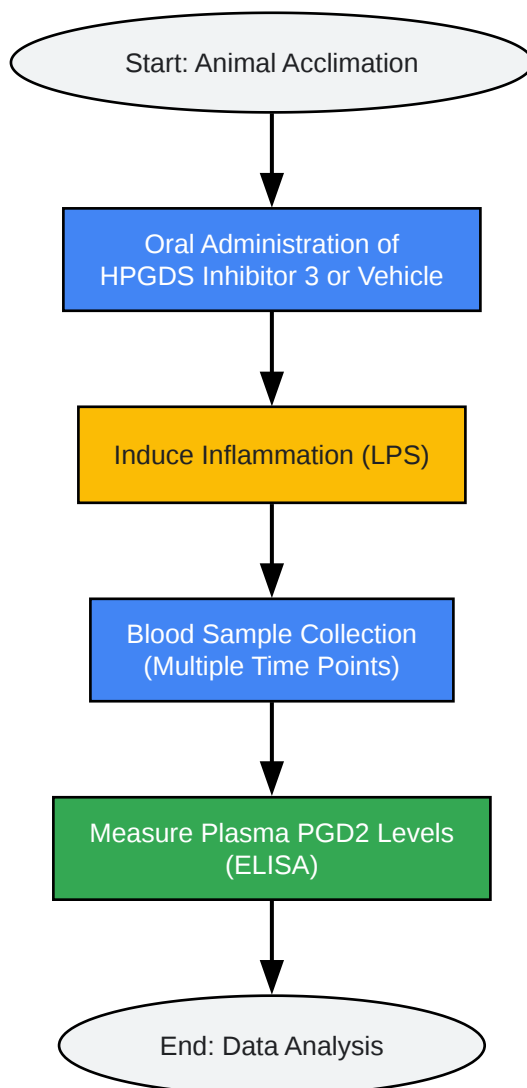 Start: Animal Acclimation
Oral Administration of
HPGDS Inhibitor 3 or Vehicle
Induce Inflammation (LPS)
Blood Sample Collection
(Multiple Time Points)
Measure Plasma PGD2 Levels
(ELISA)
End: Data Analysis